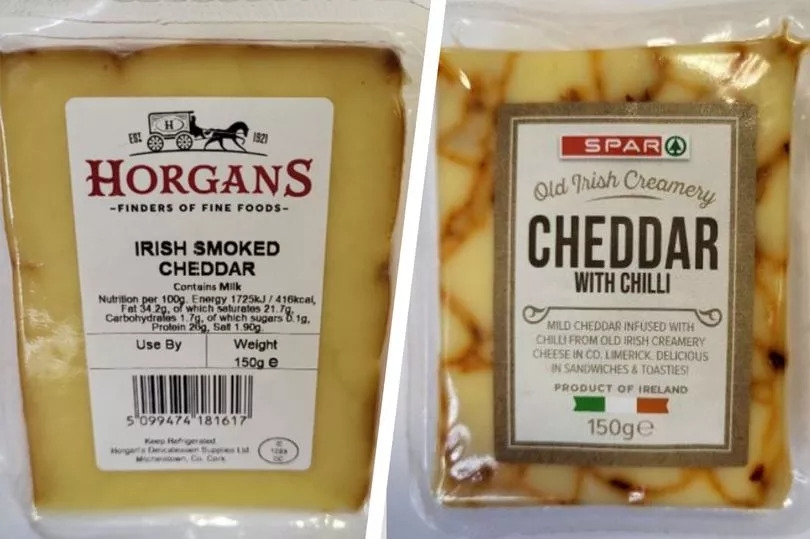 EST. 1921
H
HORGANS
-FINDERS OF FINE FOODS-
IRISH SMOKED
CHEDDAR
Contains Milk
Nutrition per 100g. Energy 1725kJ / 416kcal,
Fat 34.2g, of which saturates 21.7g,
Carbohydrates 1.7g, of which sugars 0.1g,
Protein 26g, Salt 1.90g.
Use By
Weight
150g e
5 099474 181617
Keep Refrigerated
Horgan's Delicatessen Supplies Ltd
Mitchelstown, Co. Cork
SPAR
Old Irish Creamery
CHEDDAR
WITH CHILLI
MILD CHEDDAR INFUSED WITH
CHILLI FROM OLD IRISH CREAMERY
CHEESE IN CO. LIMERICK. DELICIOUS
IN SANDWICHES & TOASTIES!
PRODUCT OF IRELAND
150g e